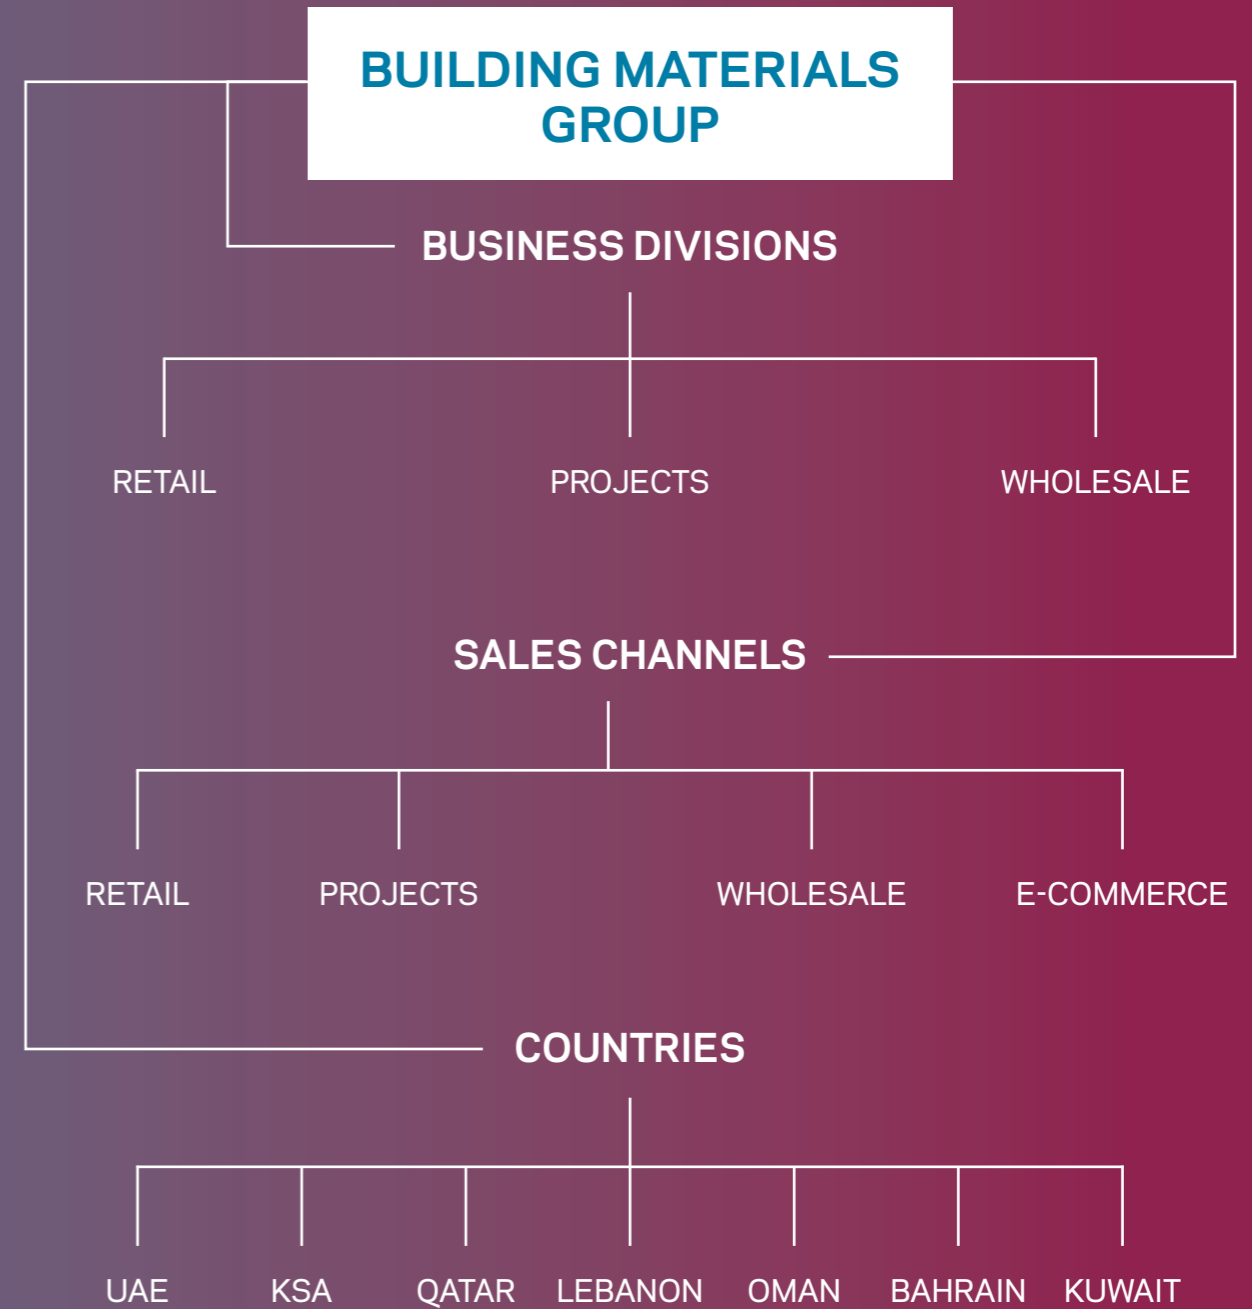 BUILDING MATERIALS
GROUP
BUSINESS DIVISIONS
RETAIL PROJECTS WHOLESALE
SALES CHANNELS
RETAIL PROJECTS WHOLESALE E-COMMERCE
COUNTRIES
UAE KSA QATAR LEBANON OMAN BAHRAIN KUWAIT